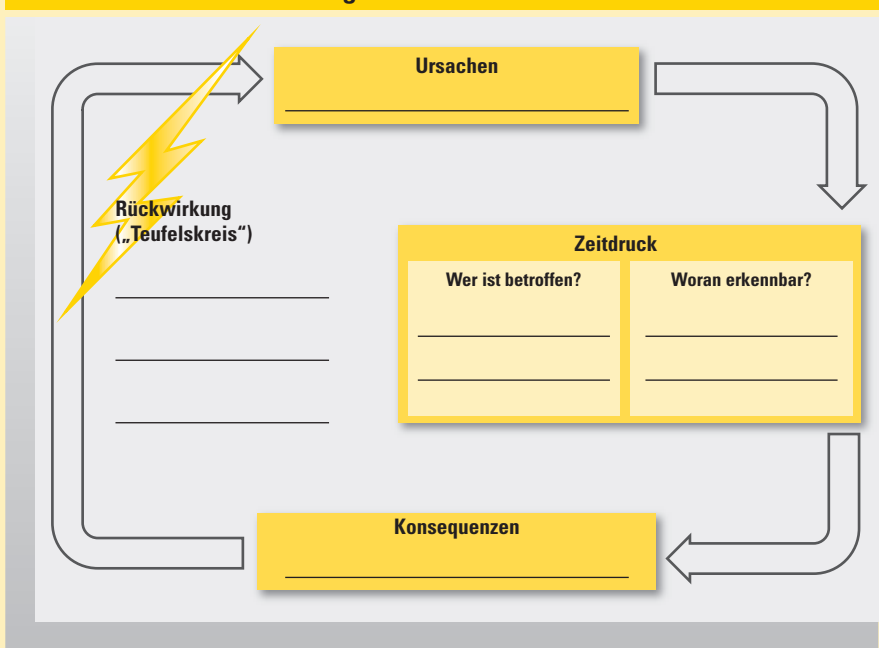 Ursachen
Rückwirkung
(„Teufelskreis“)
Zeitdruck
Wer ist betroffen?
Woran erkennbar?
Konsequenzen